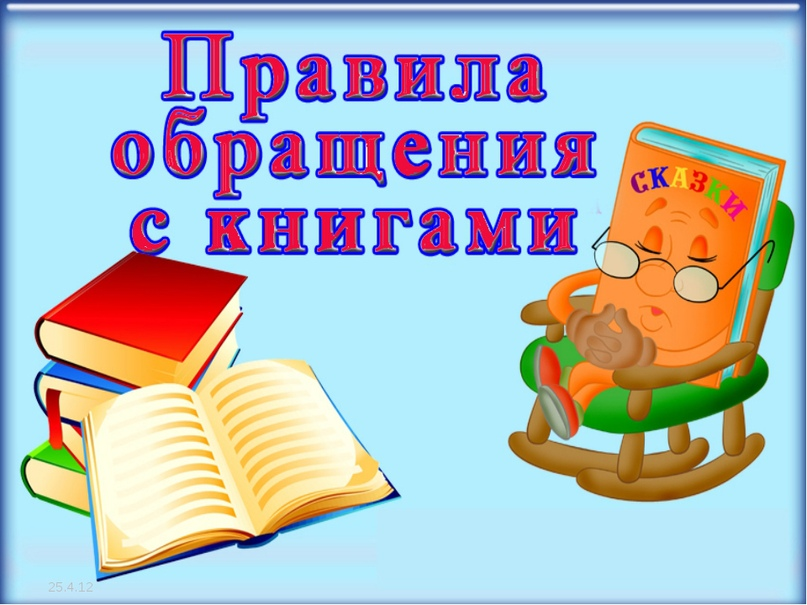 Правила
обращения
с книгами
СКАЗКИ
25.4.12